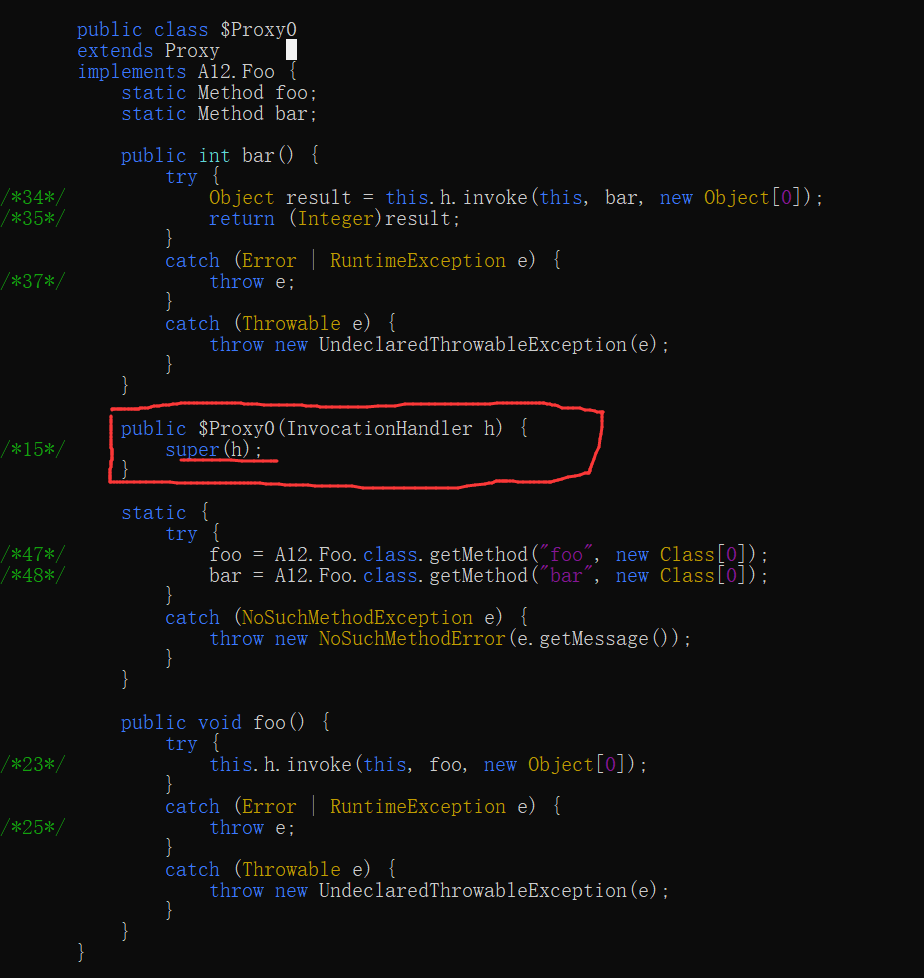 public class $Proxy0
extends Proxy
implements A12.Foo {
    static Method foo;
    static Method bar;

    public int bar() {
        try {
/*34*/      Object result = this.h.invoke(this, bar, new Object[0]);
/*35*/      return (Integer)result;
        }
        catch (Error | RuntimeException e) {
/*37*/      throw e;
        }
        catch (Throwable e) {
            throw new UndeclaredThrowableException(e);
        }
    }

    public $Proxy0(InvocationHandler h) {
/*15*/  super(h);
    }

    static {
        try {
/*47*/      foo = A12.Foo.class.getMethod("foo", new Class[0]);
/*48*/      bar = A12.Foo.class.getMethod("bar", new Class[0]);
        }
        catch (NoSuchMethodException e) {
            throw new NoSuchMethodError(e.getMessage());
        }
    }

    public void foo() {
        try {
/*23*/      this.h.invoke(this, foo, new Object[0]);
        }
        catch (Error | RuntimeException e) {
/*25*/      throw e;
        }
        catch (Throwable e) {
            throw new UndeclaredThrowableException(e);
        }
    }
}